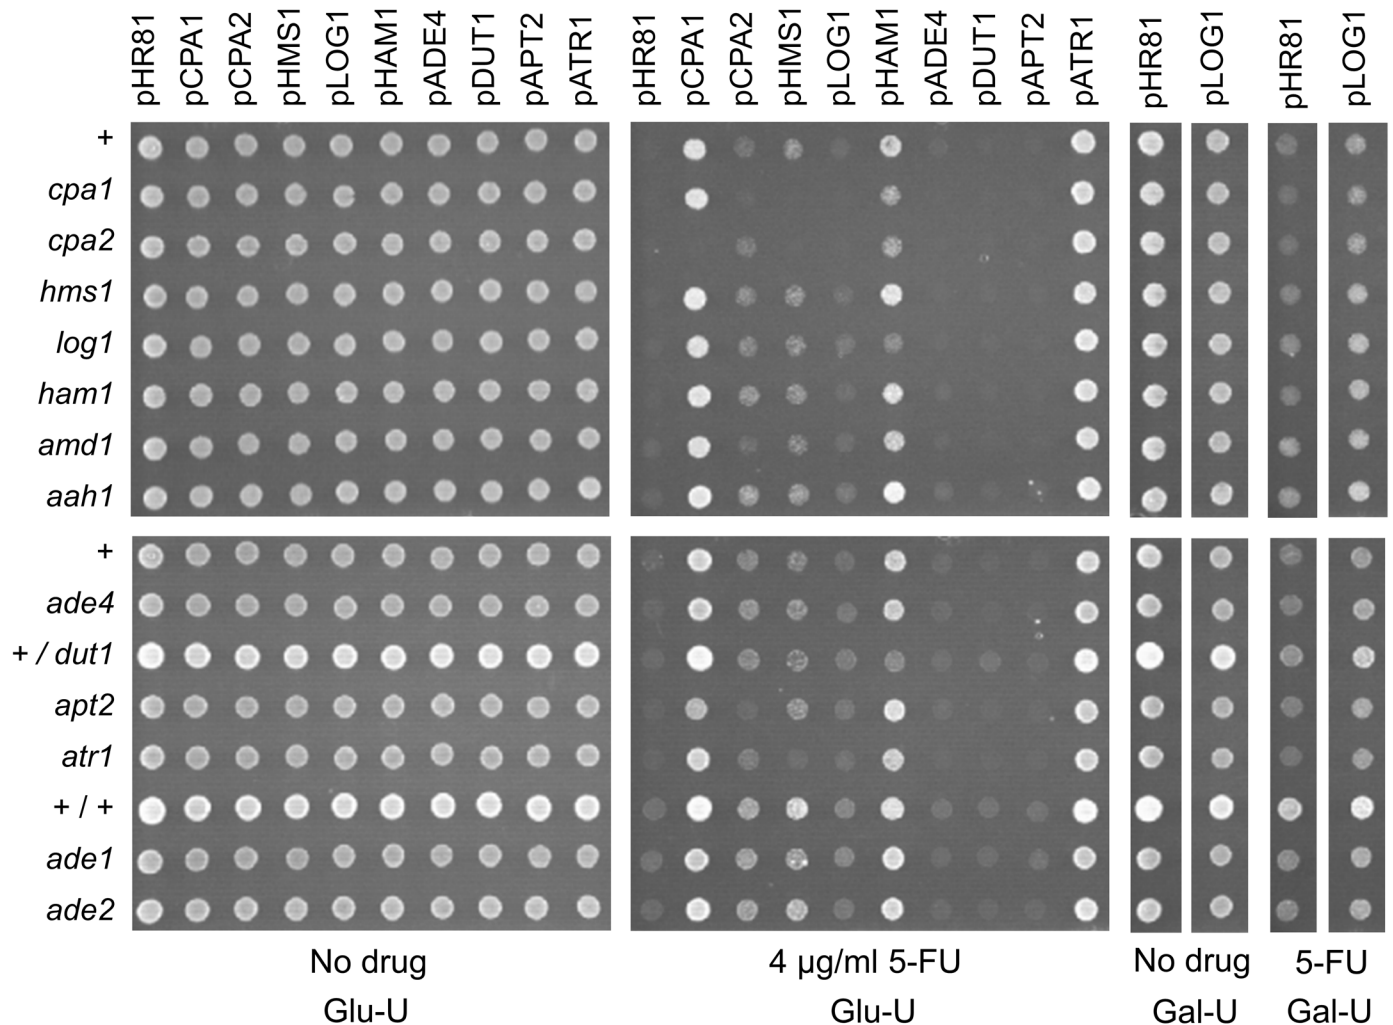 pHR81 pCPA1 pCPA2 pHMS1 pLOG1 pHAM1 pADE4 pDUT1 pAPT2 pATR1 pHR81 pCPA1 pCPA2 pHMS1 pLOG1 pHAM1 pADE4 pDUT1 pAPT2 pATR1 pHR81 pLOG1 pHR81 pLOG1
+
cpa1
cpa2
hms1
log1
ham1
amd1
aah1
+
ade4
+ / dut1
apt2
atr1
+ / +
ade1
ade2
No drug 4 µg/ml 5-FU No drug 5-FU
Glu-U Glu-U Gal-U Gal-U